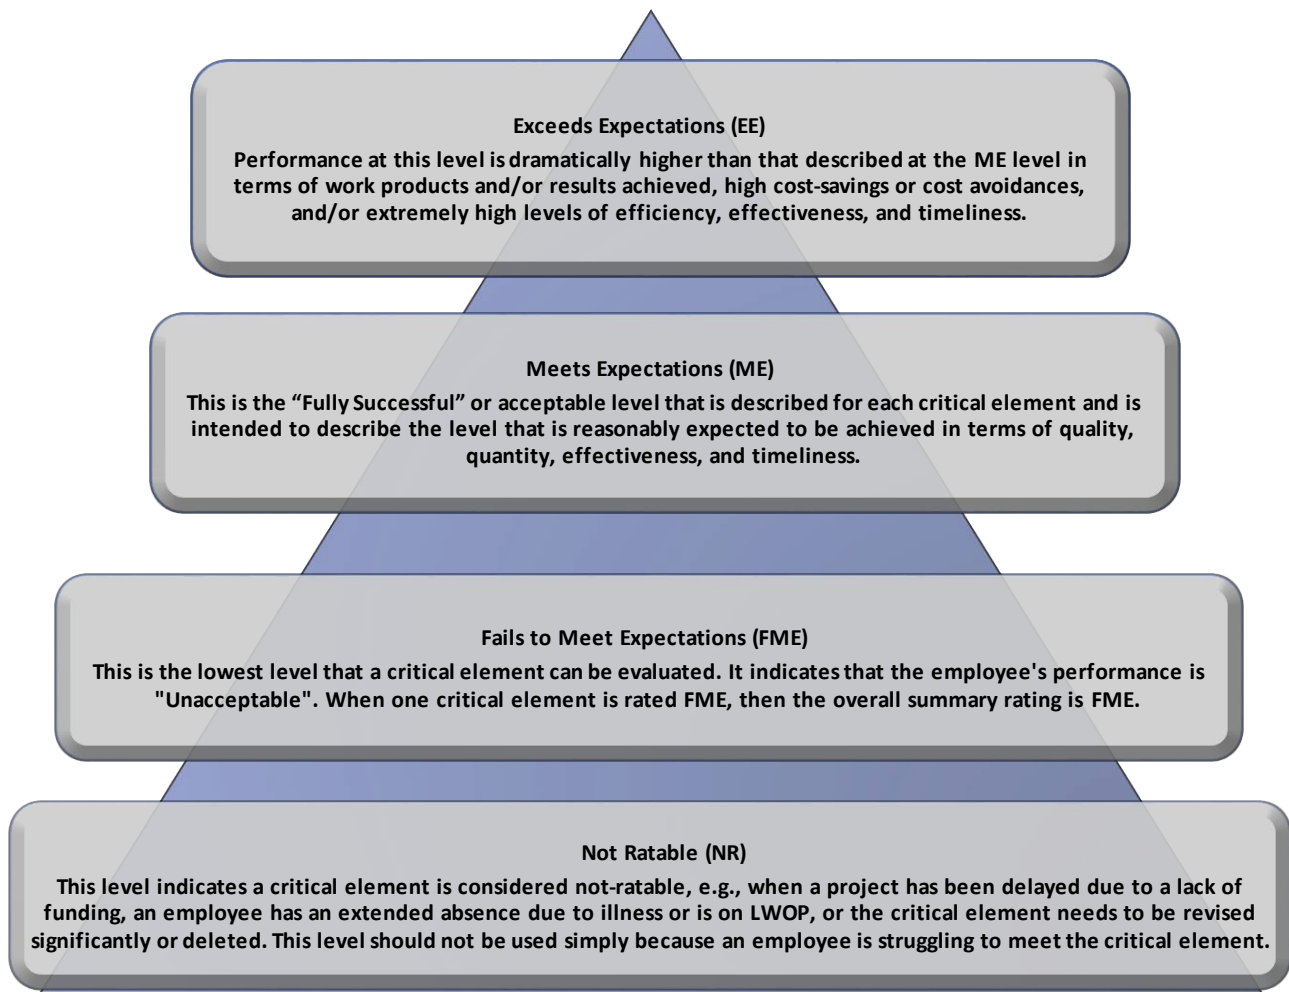 Exceeds Expectations (EE)
Performance at this level is dramatically higher than that described at the ME level in
terms of work products and/or results achieved, high cost-savings or cost avoidances,
and/or extremely high levels of efficiency, effectiveness, and timeliness.
Meets Expectations (ME)
This is the “Fully Successful” or acceptable level that is described for each critical element and is
intended to describe the level that is reasonably expected to be achieved in terms of quality,
quantity, effectiveness, and timeliness.
Fails to Meet Expectations (FME)
This is the lowest level that a critical element can be evaluated. It indicates that the employee's performance is
"Unacceptable". When one critical element is rated FME, then the overall summary rating is FME.
Not Ratable (NR)
This level indicates a critical element is considered not-ratable, e.g., when a project has been delayed due to a lack of
funding, an employee has an extended absence due to illness or is on LWOP, or the critical element needs to be revised
significantly or deleted. This level should not be used simply because an employee is struggling to meet the critical element.